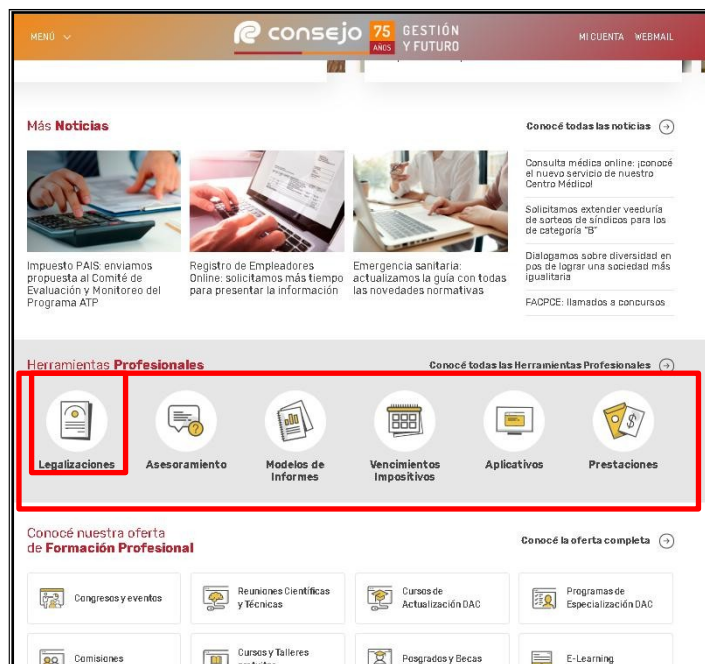 MENÚ
consejo
75
AÑOS
GESTIÓN
Y FUTURO
MI CUENTA WEBMAIL
Más Noticias
Conocé todas las noticias
Impuesto PAIS: enviamos
propuesta al Comité de
Evaluación y Monitoreo del
Programa ATP
Registro de Empleadores
Online: solicitamos más tiempo
para presentar la información
Emergencia sanitaria:
actualizamos la guía con todas
las novedades normativas
Consulta médica online: ¡conocé
el nuevo servicio de nuestro
Centro Médico!
Solicitamos extender veeduría
de sorteos de síndicos para los
de categoría "B"
Dialogamos sobre diversidad en
pos de lograr una sociedad más
igualitaria
FACPCE: llamados a concursos
Herramientas Profesionales
Conocé todas las Herramientas Profesionales
Legalizaciones
Asesoramiento
Modelos de
Informes
Vencimientos
Impositivos
Aplicativos
Prestaciones
Conocé nuestra oferta
de Formación Profesional
Conocé la oferta completa
Congresos y eventos
Reuniones Científicas
y Técnicas
Cursos de
Actualización DAC
Programas de
Especialización DAC
Comisiones
Cursos y Talleres
Posgrados y Becas
E-Learning